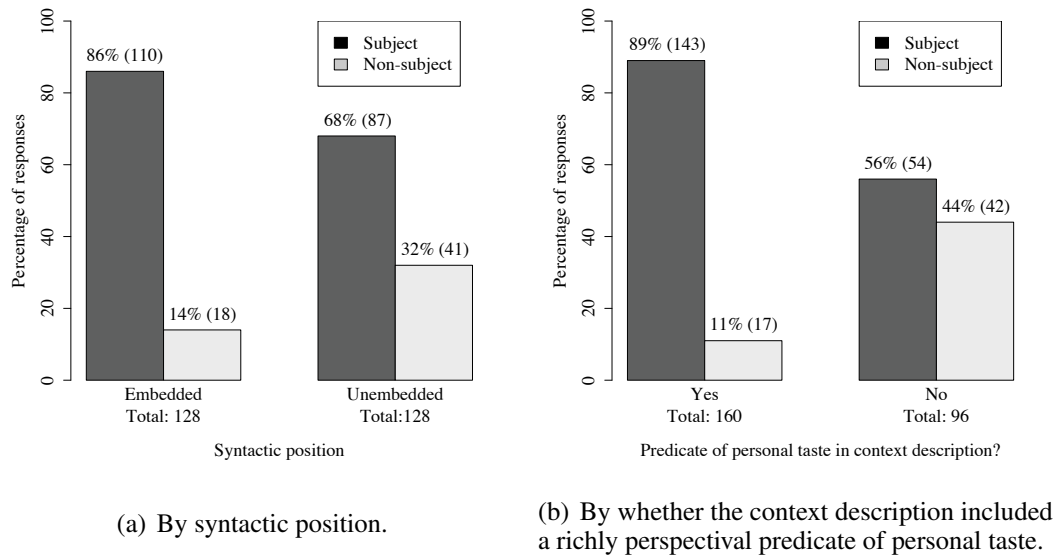 Percentage of responses
0
20
40
60
80
100
Subject
Non-subject
86% (110)
14% (18)
68% (87)
32% (41)
Embedded
Total: 128
Unembedded
Total:128
Syntactic position
(a) By syntactic position.
Percentage of responses
0
20
40
60
80
100
Subject
Non-subject
89% (143)
11% (17)
56% (54)
44% (42)
Yes
Total: 160
No
Total: 96
Predicate of personal taste in context description?
(b) By whether the context description included
a richly perspectival predicate of personal taste.